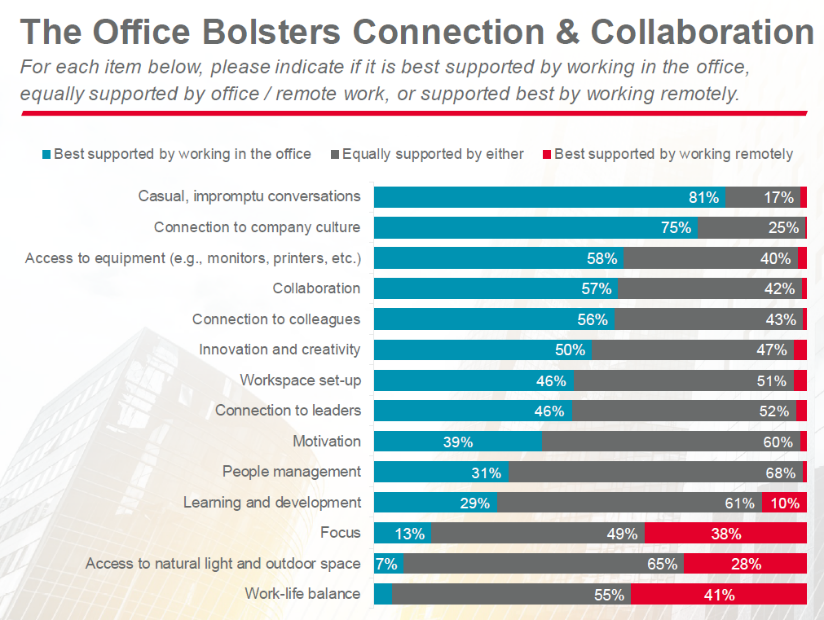 The Office Bolsters Connection & Collaboration
For each item below, please indicate if it is best supported by working in the office,
equally supported by office / remote work, or supported best by working remotely.
Best supported by working in the office Equally supported by either Best supported by working remotely
Casual, impromptu conversations 81% 17%
Connection to company culture 75% 25%
Access to equipment (e.g., monitors, printers, etc.) 58% 40%
Collaboration 57% 42%
Connection to colleagues 56% 43%
Innovation and creativity 50% 47%
Workspace set-up 46% 51%
Connection to leaders 46% 52%
Motivation 39% 60%
People management 31% 68%
Learning and development 29% 61% 10%
Focus 13% 49% 38%
Access to natural light and outdoor space 7% 65% 28%
Work-life balance 55% 41%